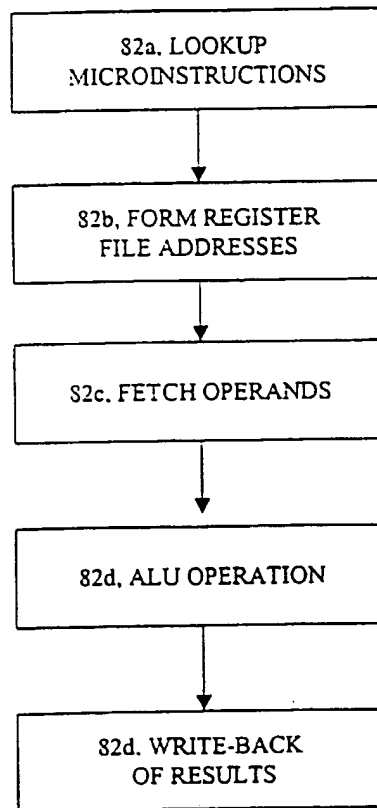 82a. LOOKUP
MICROINSTRUCTIONS
82b, FORM REGISTER
FILE ADDRESSES
82c. FETCH OPERANDS
82d, ALU OPERATION
82d. WRITE-BACK
OF RESULTS